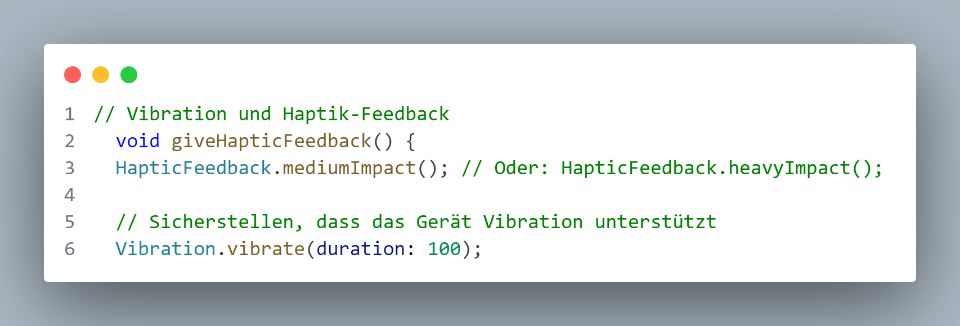 1 // Vibration und Haptik-Feedback
2 void giveHapticFeedback() {
3 HapticFeedback.mediumImpact(); // Oder: HapticFeedback.heavyImpact();
4
5 // Sicherstellen, dass das Gerät Vibration unterstützt
6 Vibration.vibrate(duration: 100);